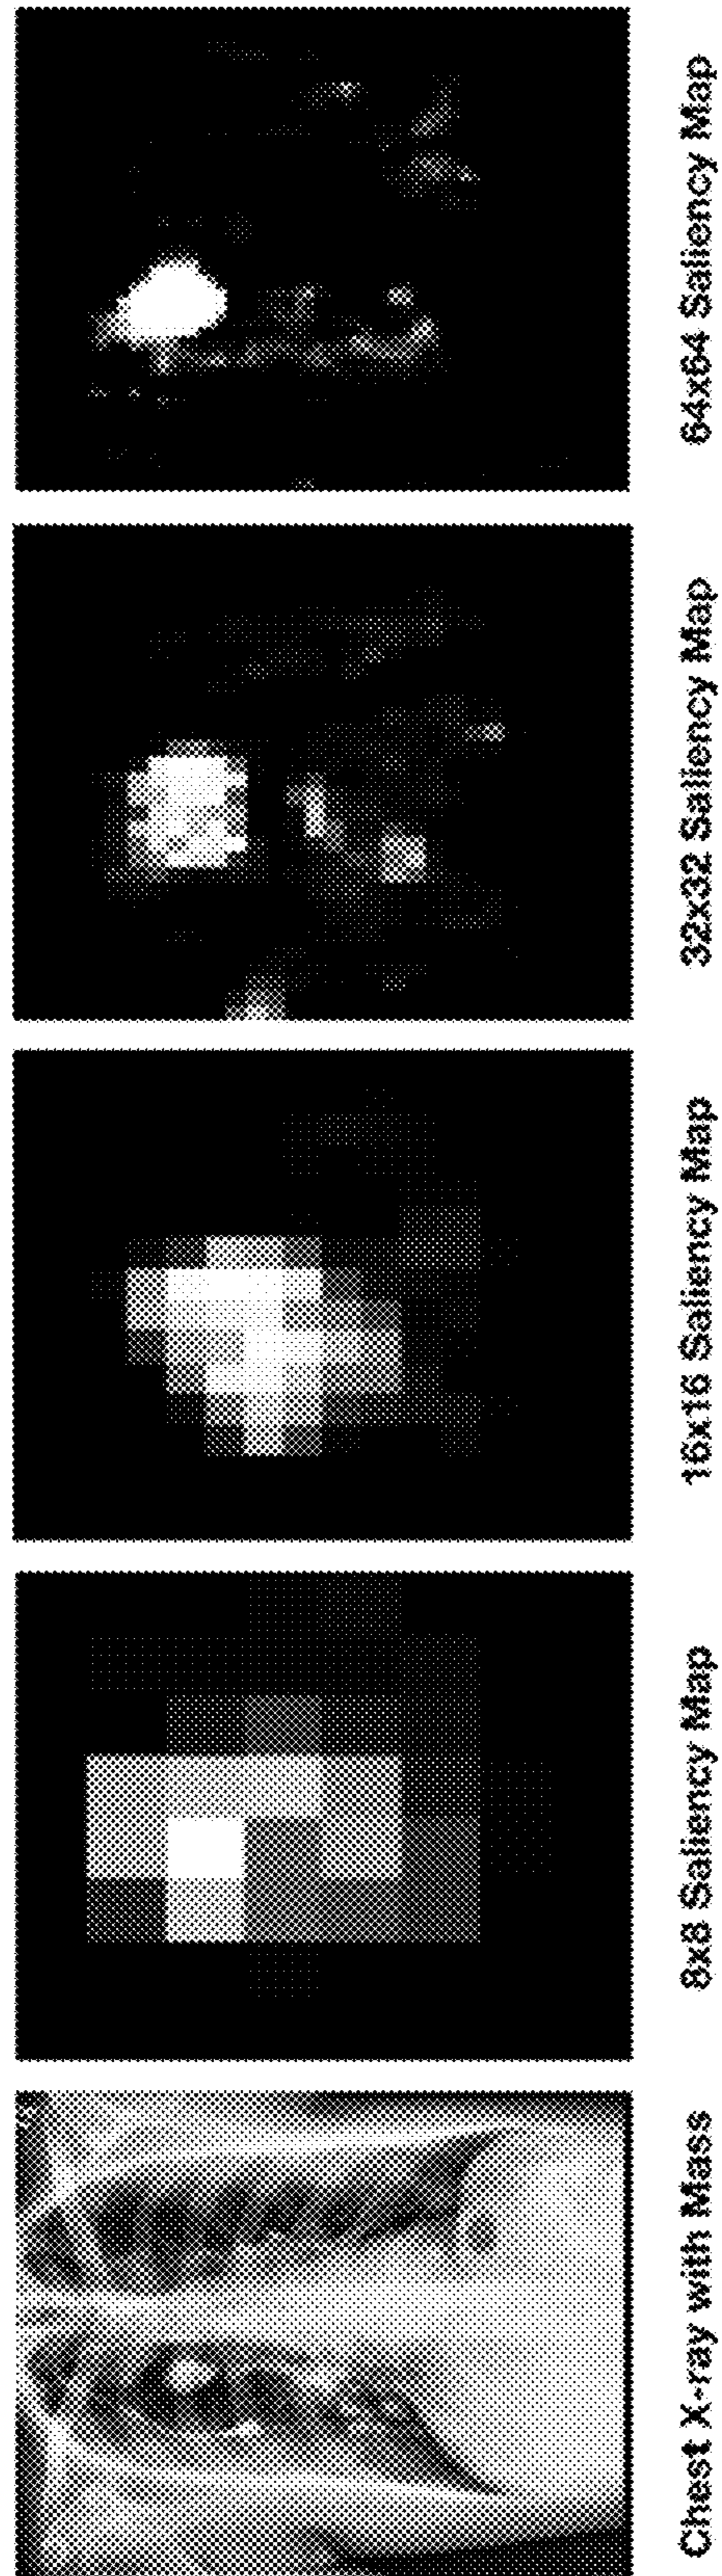 Chest X-ray with Mass
8x8 Saliency Map
16x16 Saliency Map
32x32 Saliency Map
64x64 Saliency Map